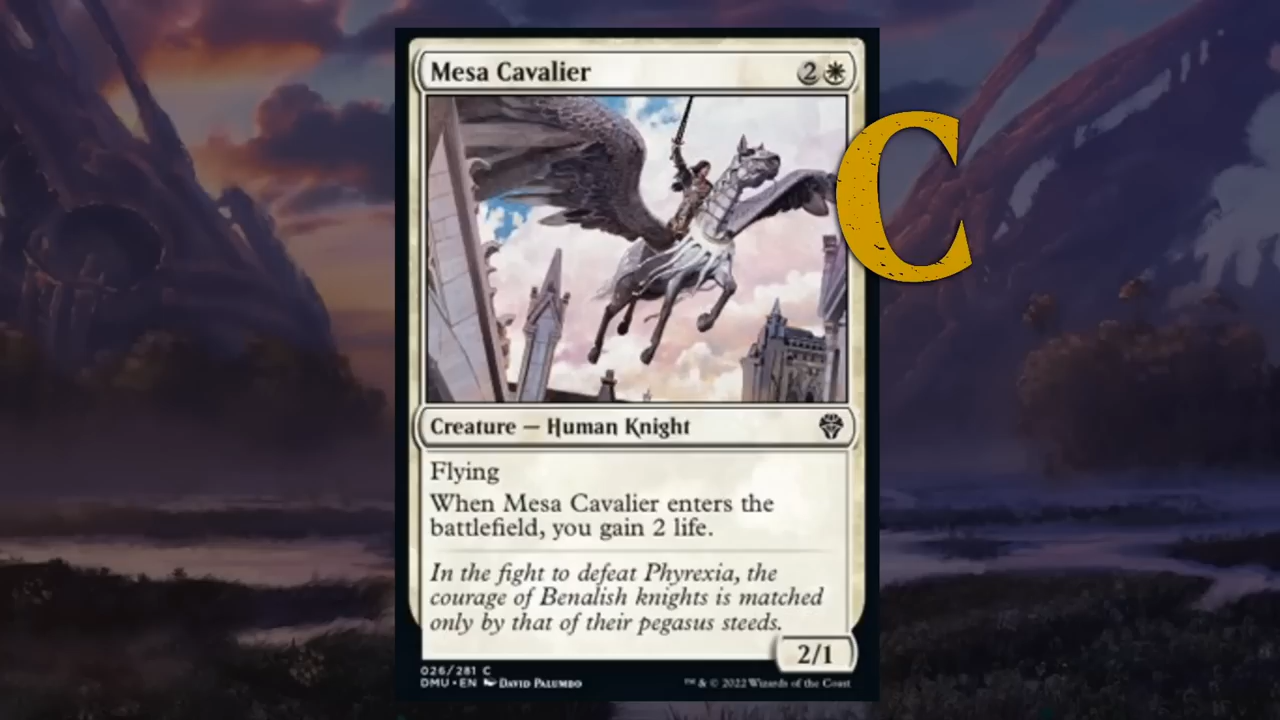 Mesa Cavalier 2
C
Creature — Human Knight
Flying
When Mesa Cavalier enters the
battlefield, you gain 2 life.
In the fight to defeat Phyrexia, the
courage of Benalish knights is matched
only by that of their pegasus steeds.
2/1
026/281 C
DMU • EN DAVID PALUMBO
™ & © 2022 Wizards of the Coast